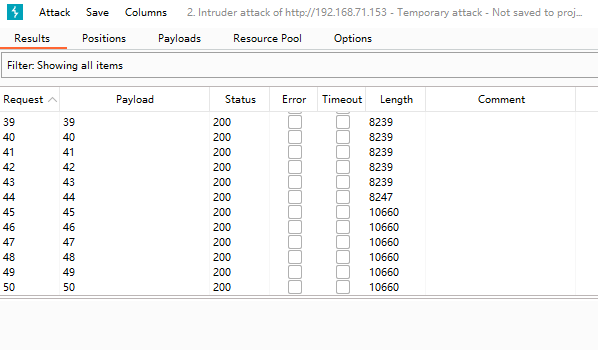 Attack Save Columns 2. Intruder attack of http://192.168.71.153 - Temporary attack - Not saved to proj...
Results Positions Payloads Resource Pool Options
Filter: Showing all items
Request Payload Status Error Timeout Length Comment
39 39 200 8239
40 40 200 8239
41 41 200 8239
42 42 200 8239
43 43 200 8239
44 44 200 8247
45 45 200 10660
46 46 200 10660
47 47 200 10660
48 48 200 10660
49 49 200 10660
50 50 200 10660